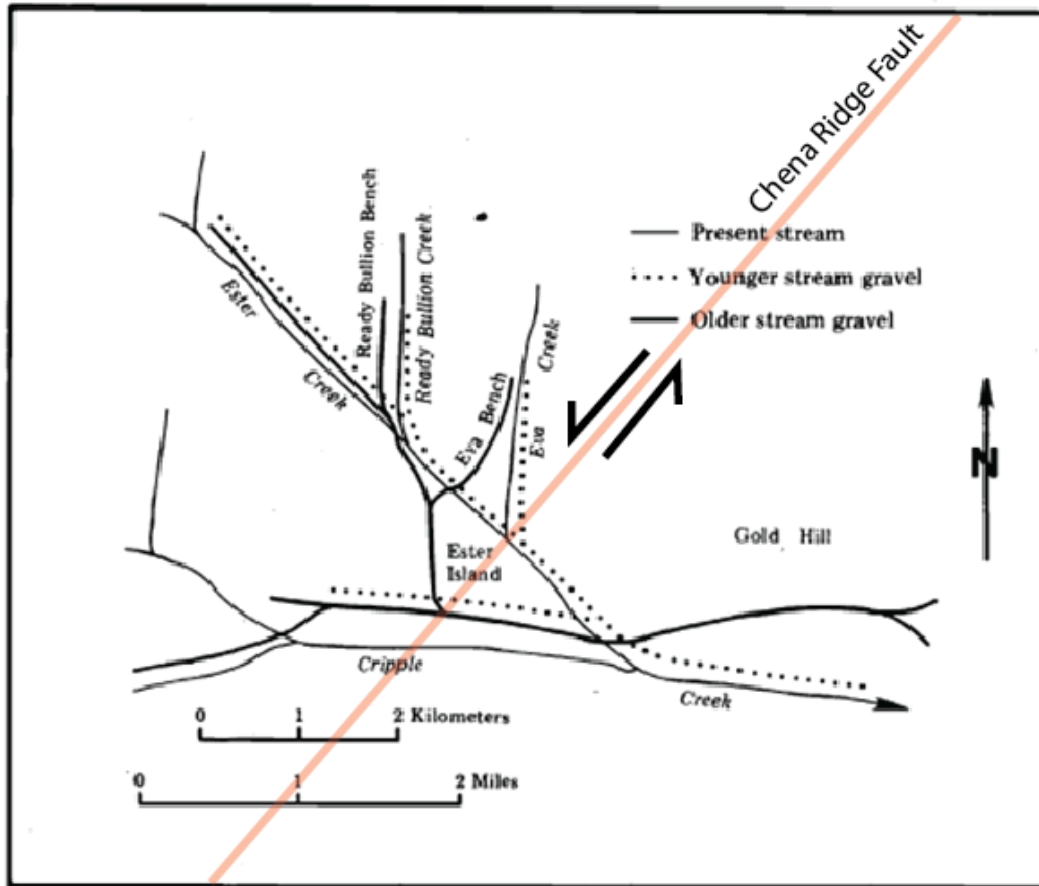 Chena Ridge Fault
Present stream
Younger stream gravel
Older stream gravel
Ester
Creek
Ready Bullion Bench
Ready Bullion Creek
Eva Bench
Eva
Creek
N
Gold Hill
Ester
Island
Cripple
Creek
0 1 2 Kilometers
0 1 2 Miles